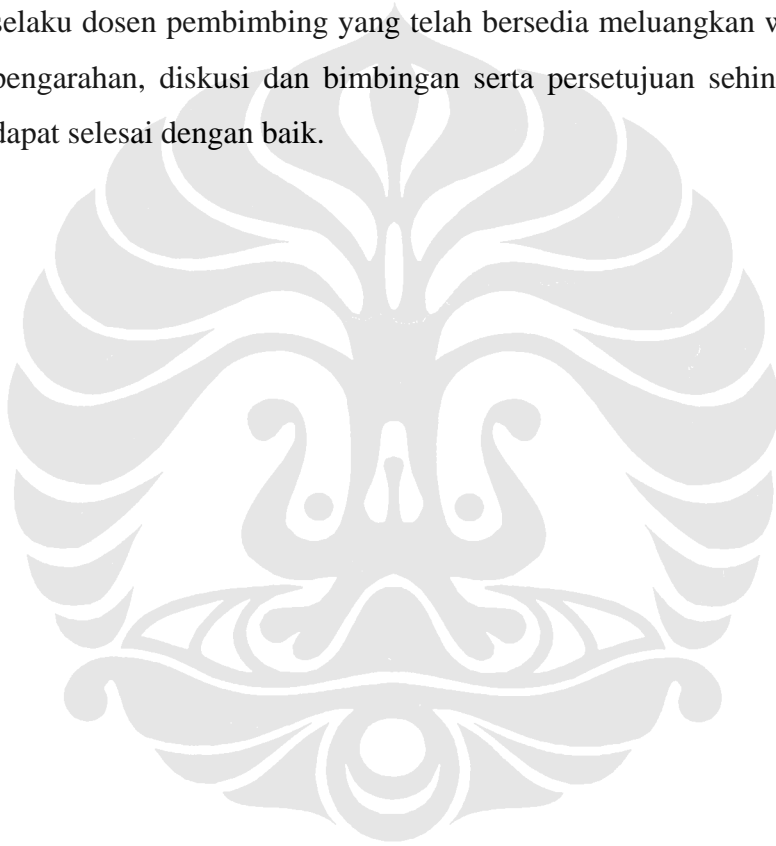 selaku dosen pembimbing yang telah bersedia meluangkan
pengarahan, diskusi dan bimbingan serta persetujuan
dapat selesai dengan baik.